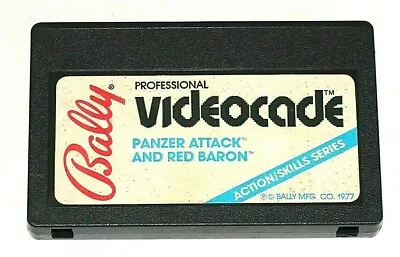 Bally®
PROFESSIONAL
VIDEOCADE™
PANZER ATTACK™
AND RED BARON™
ACTION/SKILLS SERIES
℗© BALLY MFG. CO. 1977